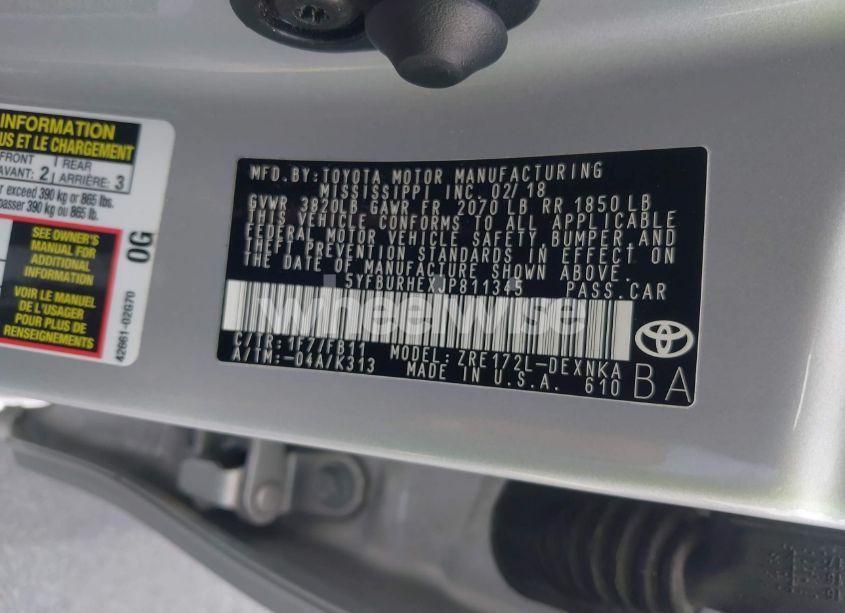 INFORMATION
US ET LE CHARGEMENT
FRONT
AVANT: 2
REAR
ARRIÈRE: 3
r exceed 390 kg or 865 lbs.
passer 390 kg ou 865 lb.
SEE OWNER'S
MANUAL FOR
ADDITIONAL
INFORMATION
VOIR LE MANUEL
DE L'USAGER
POUR PLUS DE
RENSEIGNEMENTS
0G
42661-02G70
MFD.BY:TOYOTA MOTOR MANUFACTURING
MISSISSIPPI INC. 02/18
GVWR 3820LB GAWR FR 2070 LB RR 1850 LB
THIS VEHICLE CONFORMS TO ALL APPLICABLE
FEDERAL MOTOR VEHICLE SAFETY, BUMPER, AND
THEFT PREVENTION STANDARDS IN EFFECT ON
THE DATE OF MANUFACTURE SHOWN ABOVE.
5YFBURHEXJP811345 PASS.CAR
wheelwise
C/TR:1F7/FB11
A/TM:-04A/K313
MODEL: ZRE172L-DEXNKA
MADE IN U.S.A. 610
BA